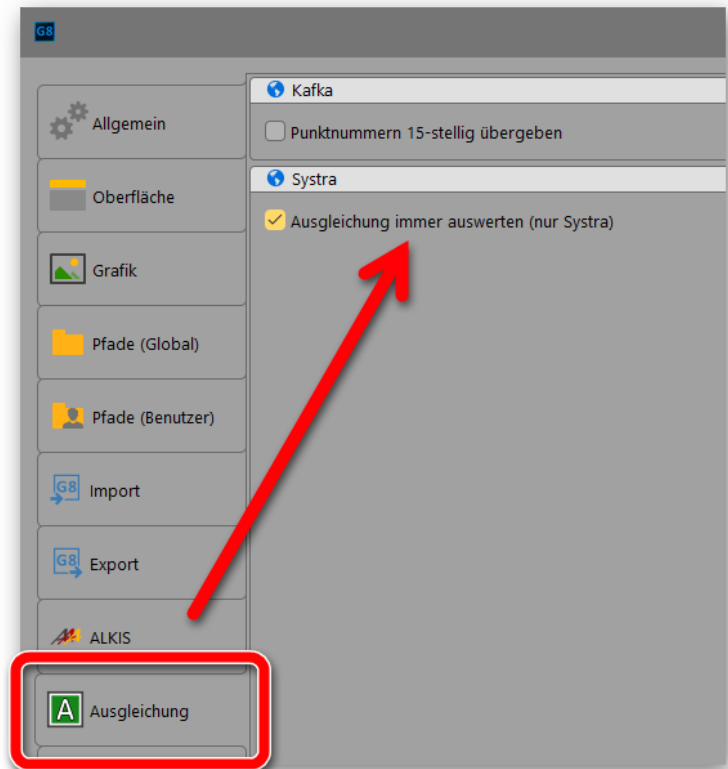 G8
Kafka
Punktnummern 15-stellig übergeben
Systra
Ausgleichung immer auswerten (nur Systra)
Allgemein
Oberfläche
Grafik
Pfade (Global)
Pfade (Benutzer)
G8 Import
G8 Export
ALKIS
A Ausgleichung